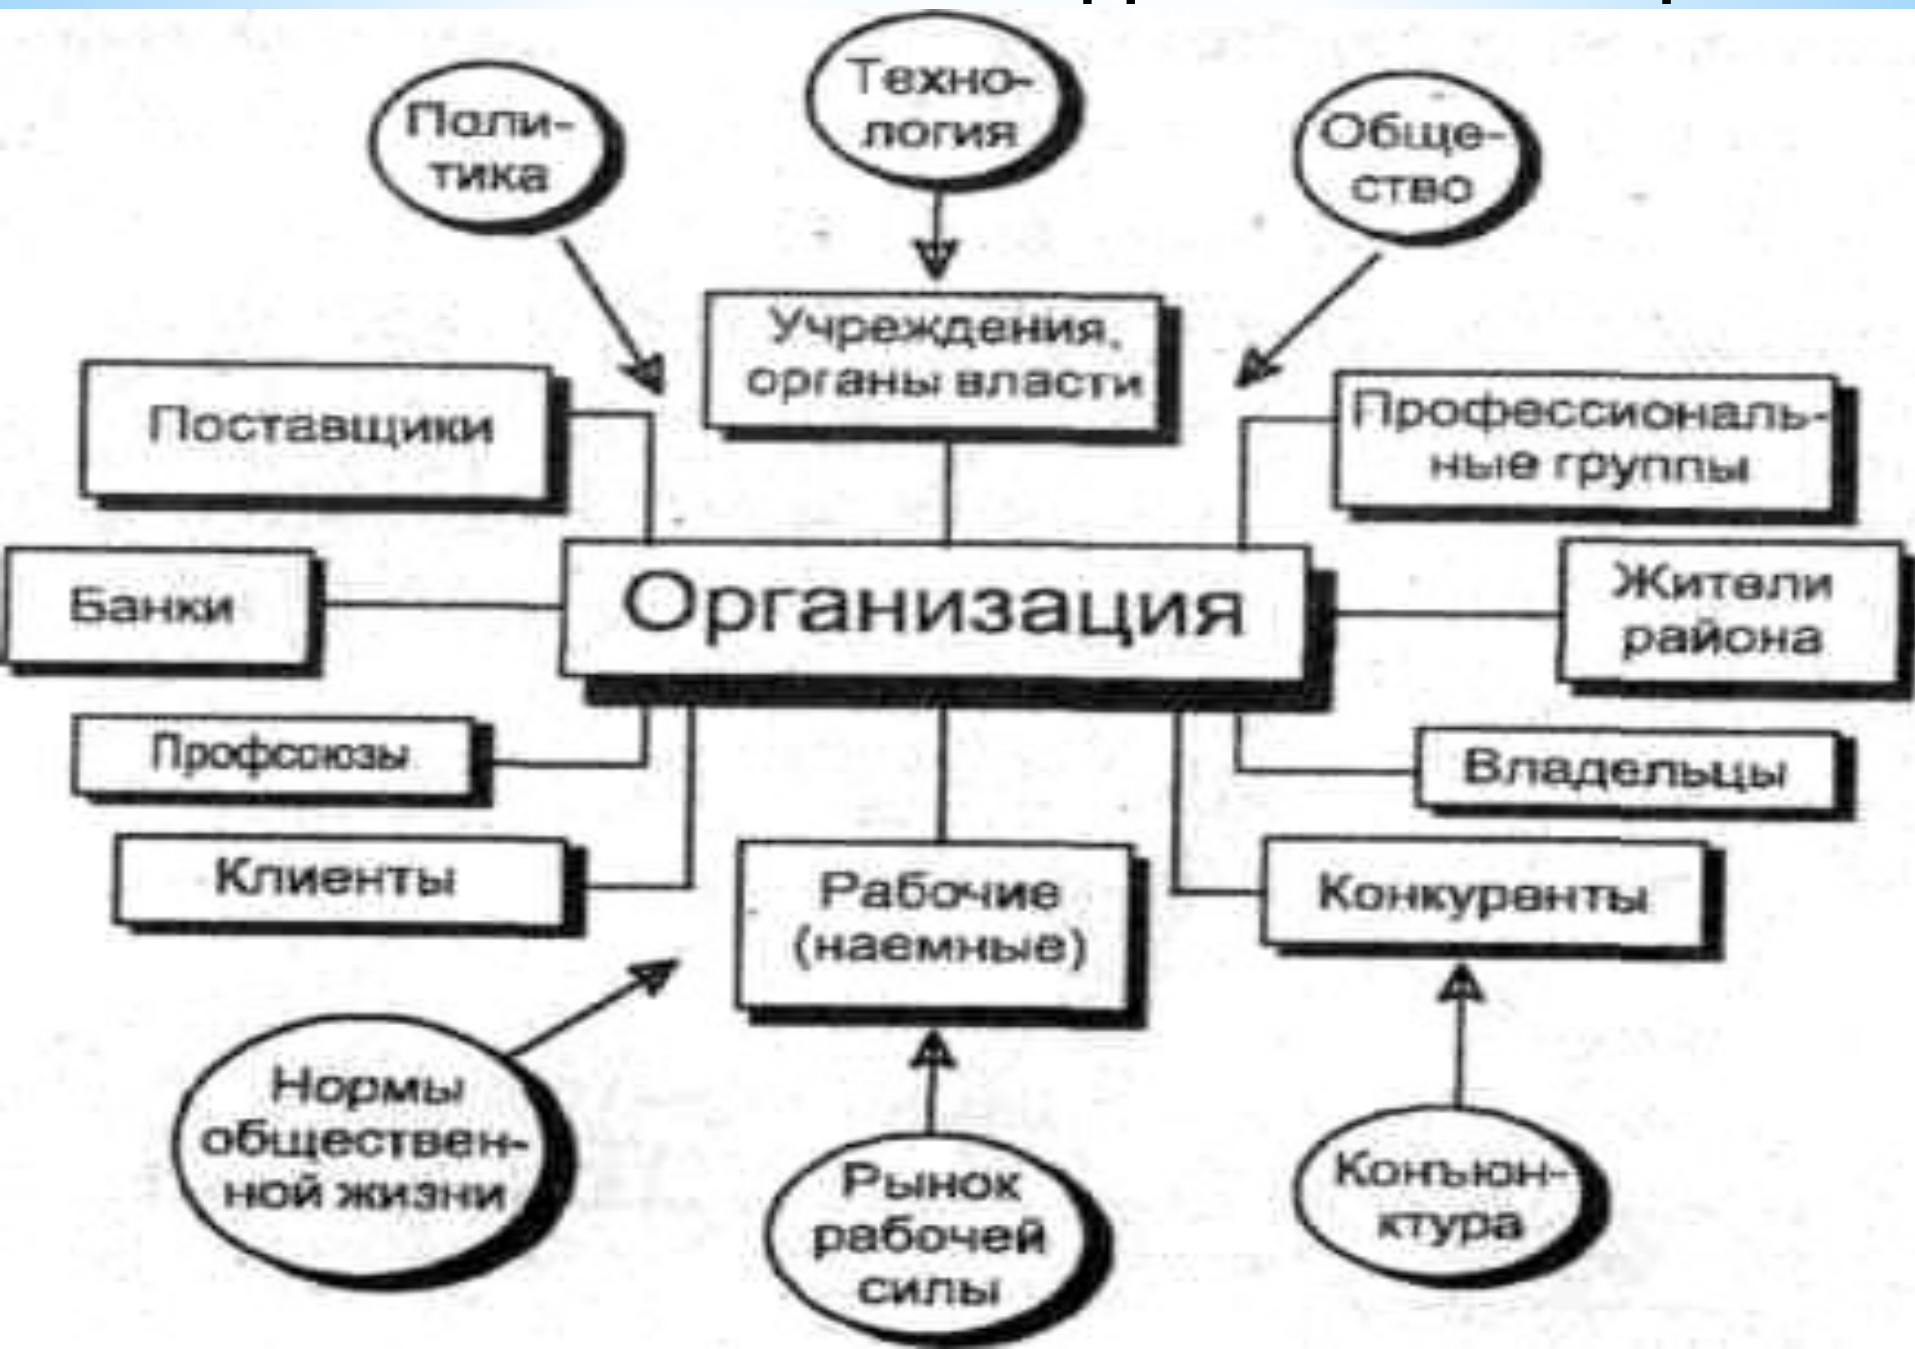 Поли-
тика
Техно-
логия
Обще-
ство
Учреждения,
органы власти
Поставщики
Профессиональ-
ные группы
Банки
Организация
Жители
района
Профсоюзы
Владельцы
Клиенты
Рабочие
(наемные)
Конкуренты
Нормы
обществен-
ной жизни
Рынок
рабочей
силы
Конъюн-
ктура